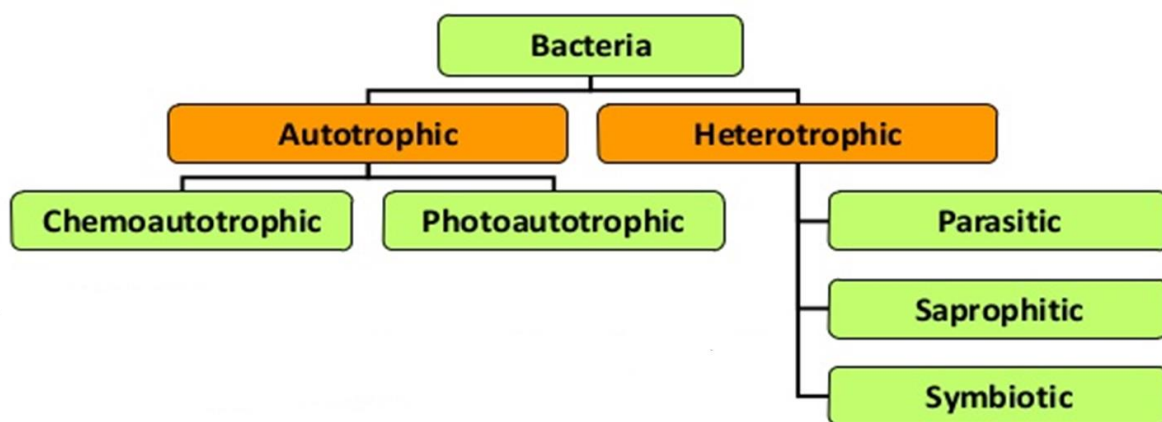 Bacteria
Autotrophic
Heterotrophic
Chemoautotrophic
Photoautotrophic
Parasitic
Saprophitic
Symbiotic